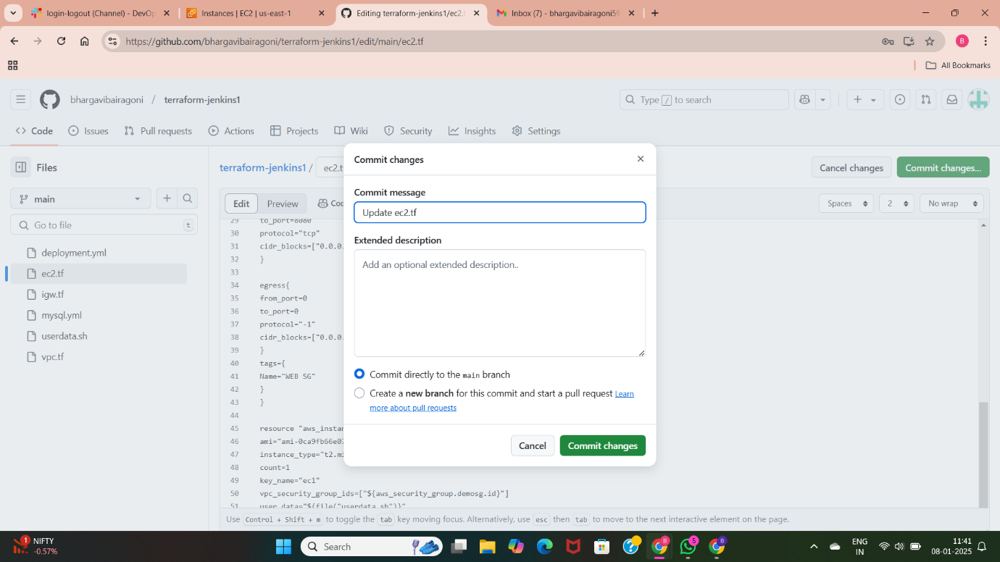 login-logout (Channel) - DevOp
Instances | EC2 | us-east-1
Editing terraform-jenkins1/ec2.t
Inbox (7) - bhargavibairagoni59
https://github.com/bhargavibairagoni/terraform-jenkins1/edit/main/ec2.tf
B
All Bookmarks
bhargavibairagoni / terraform-jenkins1
Type / to search
Code
Issues
Pull requests
Actions
Projects
Wiki
Security
Insights
Settings
Files
main
Go to file
t
deployment.yml
ec2.tf
igw.tf
mysql.yml
userdata.sh
vpc.tf
terraform-jenkins1 / ec2.t
Cancel changes
Commit changes...
Edit
Preview
Coc
Spaces
2
No wrap
29 to_port=8080
30 protocol="tcp"
31 cidr_blocks=["0.0.0.
32 }
33
34 egress{
35 from_port=0
36 to_port=0
37 protocol="-1"
38 cidr_blocks=["0.0.0.
39 }
40 tags={
41 Name="WEB SG"
42 }
43 }
44
45 resource "aws_instan
46 ami="ami-0ca9fb66e07
47 instance_type="t2.mi
48 count=1
49 key_name="ec1"
50 vpc_security_group_ids=["${aws_security_group.demosg.id}"]
51 user_data="${file("userdata.sh")}"
Use Control + Shift + m to toggle the tab key moving focus. Alternatively, use esc then tab to move to the next interactive element on the page.
Commit changes
Commit message
Update ec2.tf
Extended description
Add an optional extended description..
Commit directly to the main branch
Create a new branch for this commit and start a pull request Learn
more about pull requests
Cancel
Commit changes
1
NIFTY
-0.57%
Search
B
5
B
ENG
IN
11:41
08-01-2025